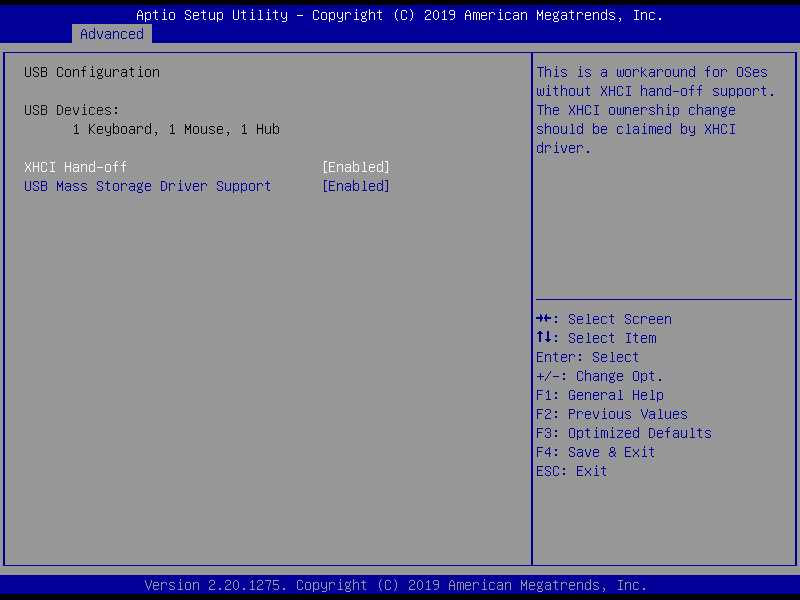 Aptio Setup Utility – Copyright (C) 2019 American Megatrends, Inc.
Advanced
USB Configuration
USB Devices:
1 Keyboard, 1 Mouse, 1 Hub
XHCI Hand-off [Enabled]
USB Mass Storage Driver Support [Enabled]
This is a workaround for OSes
without XHCI hand-off support.
The XHCI ownership change
should be claimed by XHCI
driver.
→←: Select Screen
↑↓: Select Item
Enter: Select
+/-: Change Opt.
F1: General Help
F2: Previous Values
F3: Optimized Defaults
F4: Save & Exit
ESC: Exit
Version 2.20.1275. Copyright (C) 2019 American Megatrends, Inc.